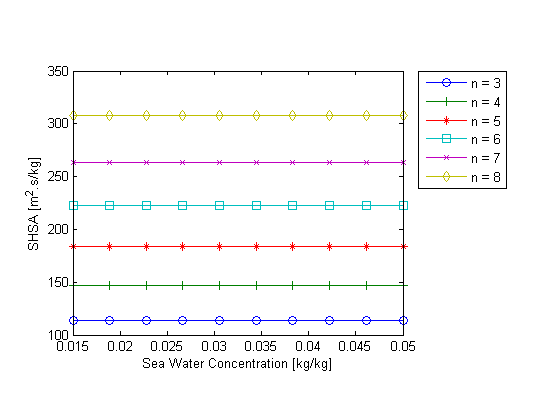 350
300
250
200
150
100
SHSA [m².s/kg]
0.015 0.02 0.025 0.03 0.035 0.04 0.045 0.05
Sea Water Concentration [kg/kg]
n = 3
n = 4
n = 5
n = 6
n = 7
n = 8